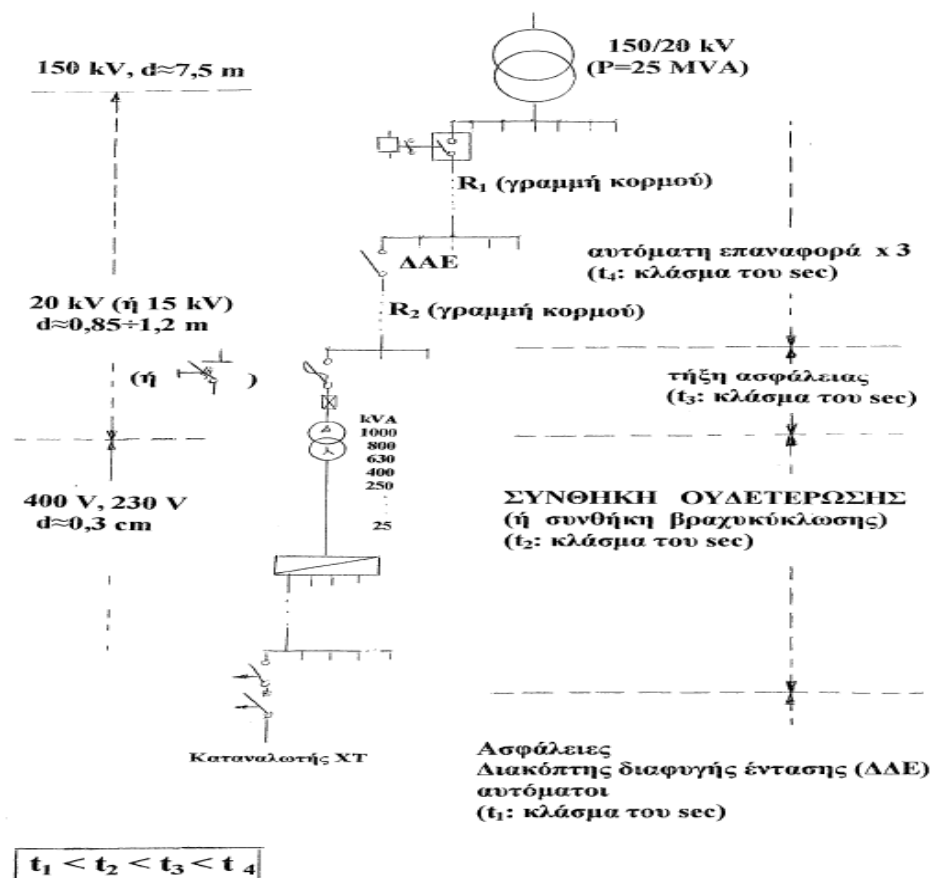 150/20 kV
(P=25 MVA)
150 kV, d≈7,5 m
R₁ (γραμμή κορμού)
ΔΑΕ
αυτόματη επαναφορά x 3
(t₄: κλάσμα του sec)
20 kV (ή 15 kV)
d≈0,85÷1,2 m
R₂ (γραμμή κορμού)
(ή )
τήξη ασφάλειας
(t₃: κλάσμα του sec)
kVA
1000
800
630
400
250
25
400 V, 230 V
d≈0,3 cm
ΣΥΝΘΗΚΗ ΟΥΔΕΤΕΡΩΣΗΣ
(ή συνθήκη βραχυκύκλωσης)
(t₂: κλάσμα του sec)
Καταναλωτής ΧΤ
Ασφάλειες
Διακόπτης διαφυγής έντασης (ΔΔΕ)
αυτόματοι
(t₁: κλάσμα του sec)
t₁ < t₂ < t₃ < t ₄